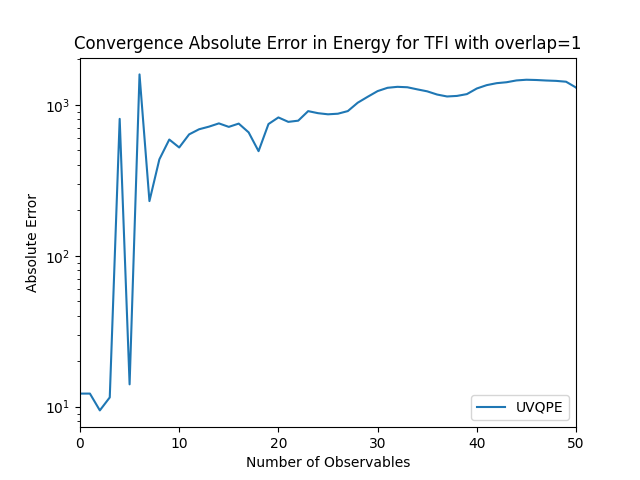 Convergence Absolute Error in Energy for TFI with overlap=1
Absolute Error
10³
10²
10¹
UVQPE
0 10 20 30 40 50
Number of Observables